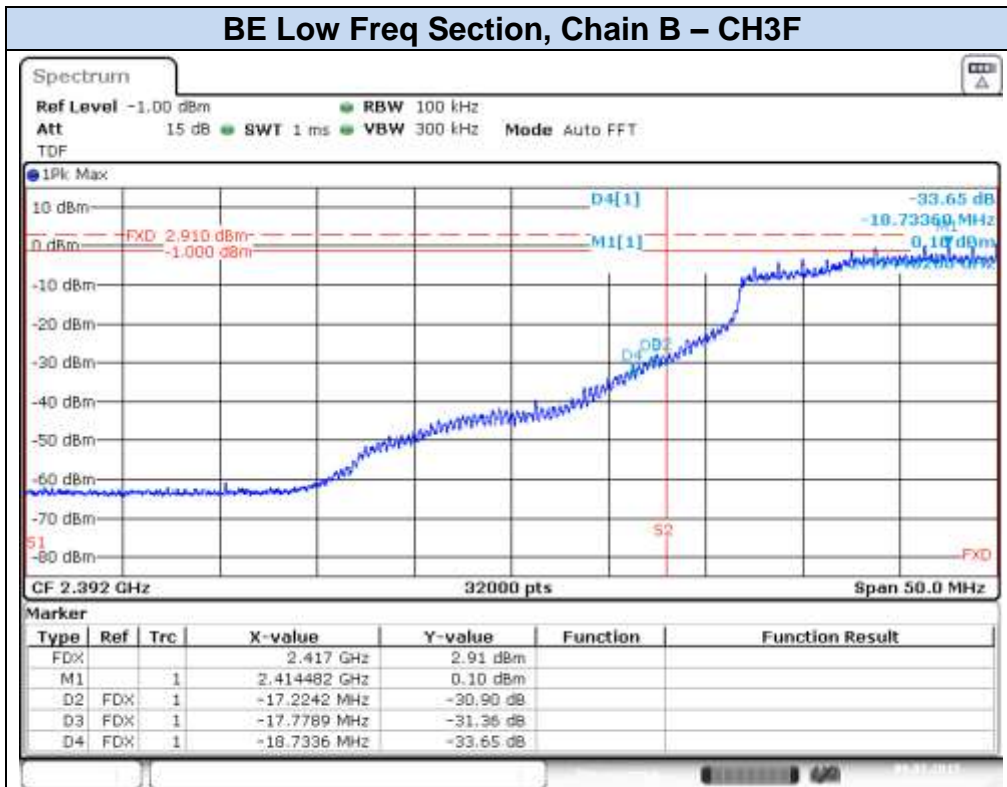 BE Low Freq Section, Chain B – CH3F
Spectrum
Ref Level -1.00 dBm RBW 100 kHz
Att 15 dB SWT 1 ms VBW 300 kHz Mode Auto FFT
TDF
1Pk Max
D4[1] -33.65 dB
-18.73360 MHz
10 dBm
FXD 2.910 dBm
M1
0 dBm
-1.000 dBm
M1[1] 0.10 dBm
-10 dBm
-20 dBm
-30 dBm
D4
D2
-40 dBm
-50 dBm
-60 dBm
-70 dBm
S1
S2
-80 dBm
FXD
CF 2.392 GHz 32000 pts Span 50.0 MHz
Marker
Type Ref Trc X-value Y-value Function Function Result
FDX 2.417 GHz 2.91 dBm
M1 1 2.414482 GHz 0.10 dBm
D2 FDX 1 -17.2242 MHz -30.90 dB
D3 FDX 1 -17.7789 MHz -31.36 dB
D4 FDX 1 -18.7336 MHz -33.65 dB